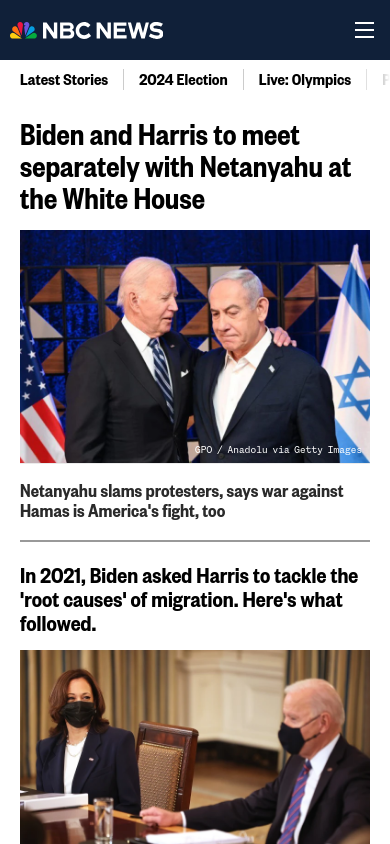 NBC NEWS
Latest Stories
2024 Election
Live: Olympics
Biden and Harris to meet
separately with Netanyahu at
the White House
GPO / Anadolu via Getty Images
Netanyahu slams protesters, says war against
Hamas is America's fight, too
In 2021, Biden asked Harris to tackle the
'root causes' of migration. Here's what
followed.